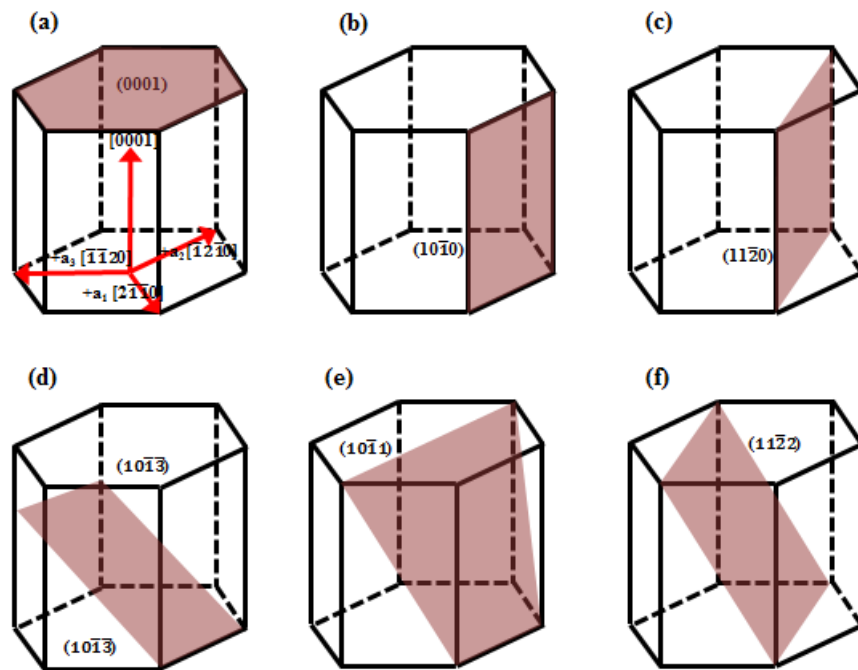 (a)
(b)
(c)
(0001)
[0001]
+a₃ [1̅1̅20]
+a₂[1̅21̅0]
+a₁ [21̅1̅0]
(101̅0)
(112̅0)
(d)
(e)
(f)
(101̅3̅)
(101̅1)
(112̅2)
(101̅3̅)